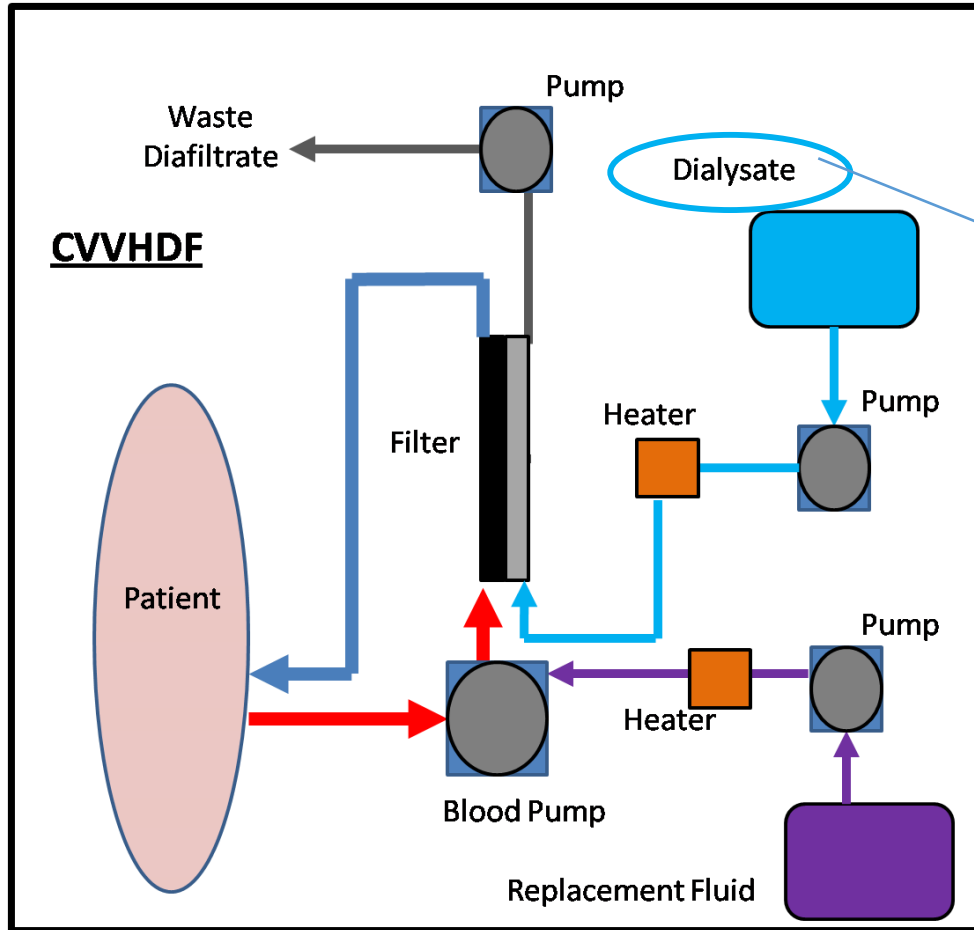 Pump
Waste
Diafiltrate
Dialysate
CVVHDF
Pump
Heater
Filter
Patient
Pump
Heater
Blood Pump
Replacement Fluid